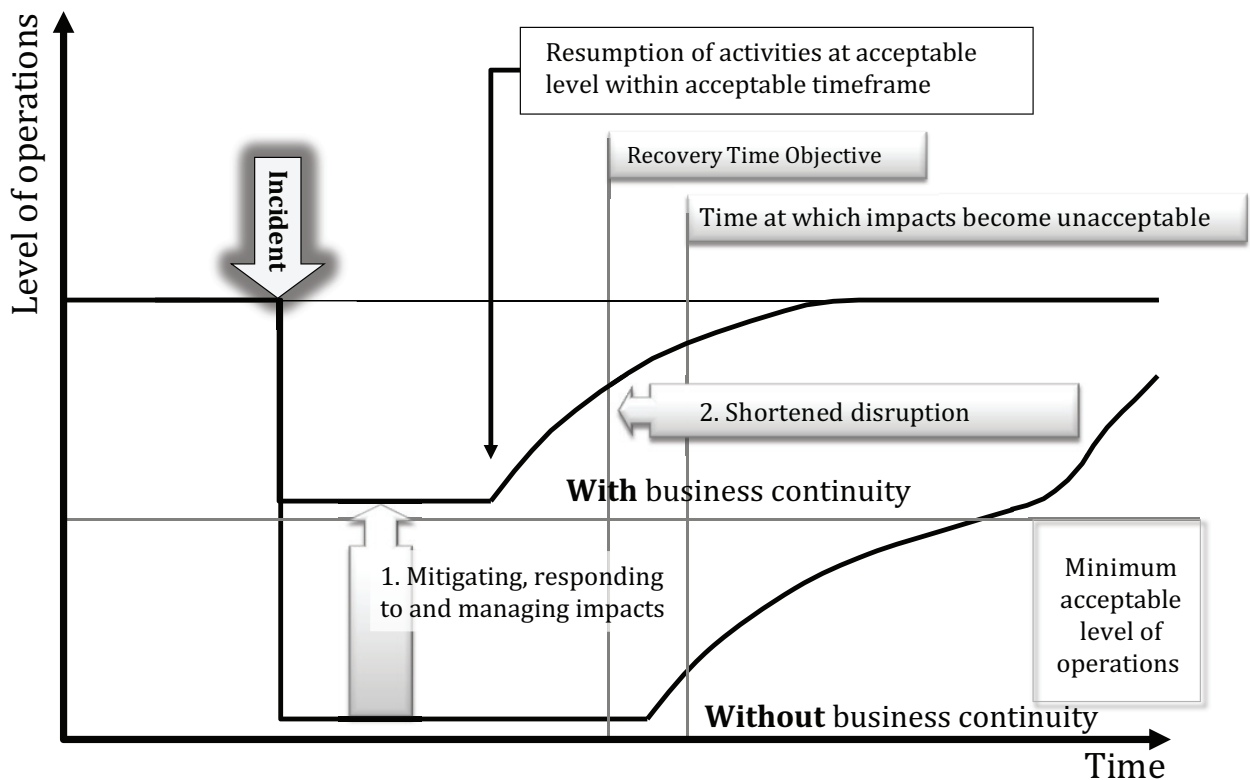 Level of operations
Resumption of activities at acceptable
level within acceptable timeframe
Recovery Time Objective
Incident
Time at which impacts become unacceptable
2. Shortened disruption
With business continuity
1. Mitigating, responding
to and managing impacts
Minimum
acceptable
level of
operations
Without business continuity
Time